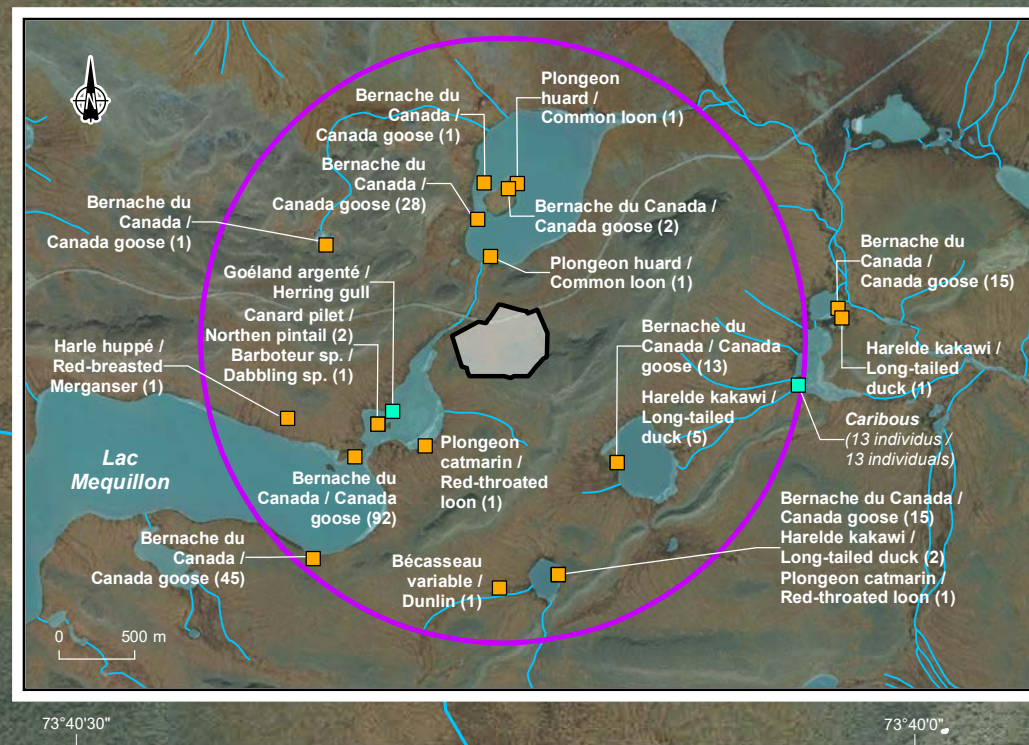 N
Plongeon
huard /
Common loon (1)
Bernache du
Canada /
Canada goose (1)
Bernache du
Canada /
Canada goose (28)
Bernache du
Canada /
Canada goose (1)
Bernache du Canada /
Canada goose (2)
Plongeon huard /
Common loon (1)
Goéland argenté /
Herring gull
Canard pilet /
Northen pintail (2)
Barboteur sp. /
Dabbling sp. (1)
Harle huppé /
Red-breasted
Merganser (1)
Bernache du
Canada /
Canada goose (15)
Harelde kakawi /
Long-tailed
duck (1)
Bernache du
Canada / Canada
goose (13)
Harelde kakawi /
Long-tailed
duck (5)
Caribous
(13 individus /
13 individuals)
Lac
Mequillon
Plongeon
catmarin /
Red-throated
loon (1)
Bernache du
Canada / Canada
goose (92)
Bernache du
Canada /
Canada goose (45)
Bécasseau
variable /
Dunlin (1)
Bernache du Canada /
Canada goose (15)
Harelde kakawi /
Long-tailed duck (2)
Plongeon catmarin /
Red-throated loon (1)
0 500 m
73°40'30"
73°40'0"